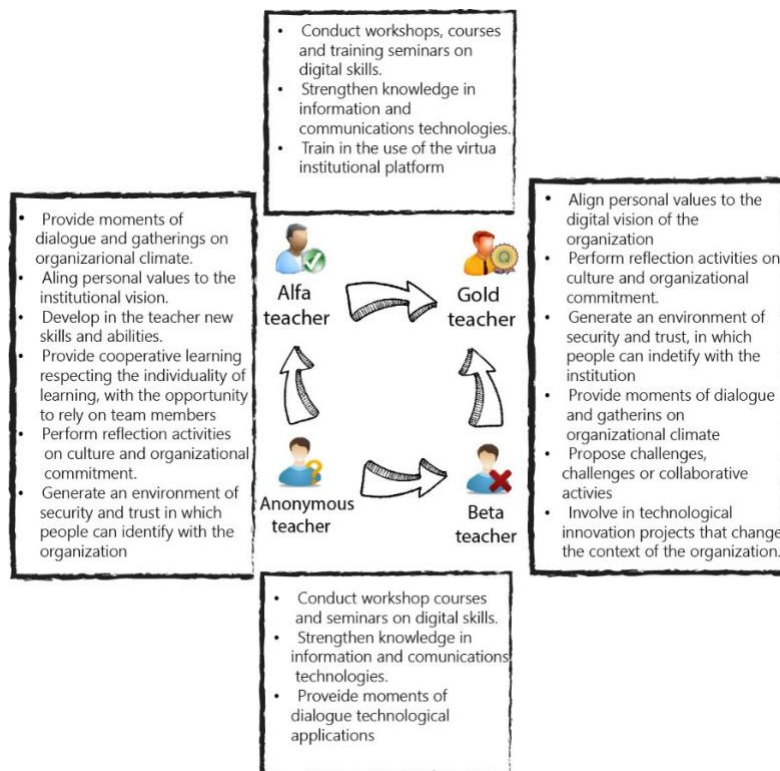 • Conduct workshops, courses
and training seminars on
digital skills.
• Strengthen knowledge in
information and
communications technologies.
• Train in the use of the virtua
institutional platform
• Provide moments of
dialogue and gatherings on
organizarional climate.
• Aling personal values to the
institutional vision.
• Develop in the teacher new
skills and abilities.
• Provide cooperative learning
respecting the individuality of
learning, with the opportunity
to rely on team members
• Perform reflection activities
on culture and organizational
commitment.
• Generate an environment of
security and trust in which
people can identify with the
organization
Alfa
teacher
Gold
teacher
Anonymous
teacher
Beta
teacher
• Align personal values to the
digital vision of the
organization
• Perform reflection activities on
culture and organizational
commitment.
• Generate an environment of
security and trust, in which
people can indetify with the
institution
• Provide moments of dialogue
and gatherins on
organizational climate
• Propose challenges,
challenges or collaborative
activies
• Involve in technological
innovation projects that change
the context of the organization.
• Conduct workshop courses
and seminars on digital skills.
• Strengthen knowledge in
information and comunications
technologies.
• Proveide moments of
dialogue technological
applications